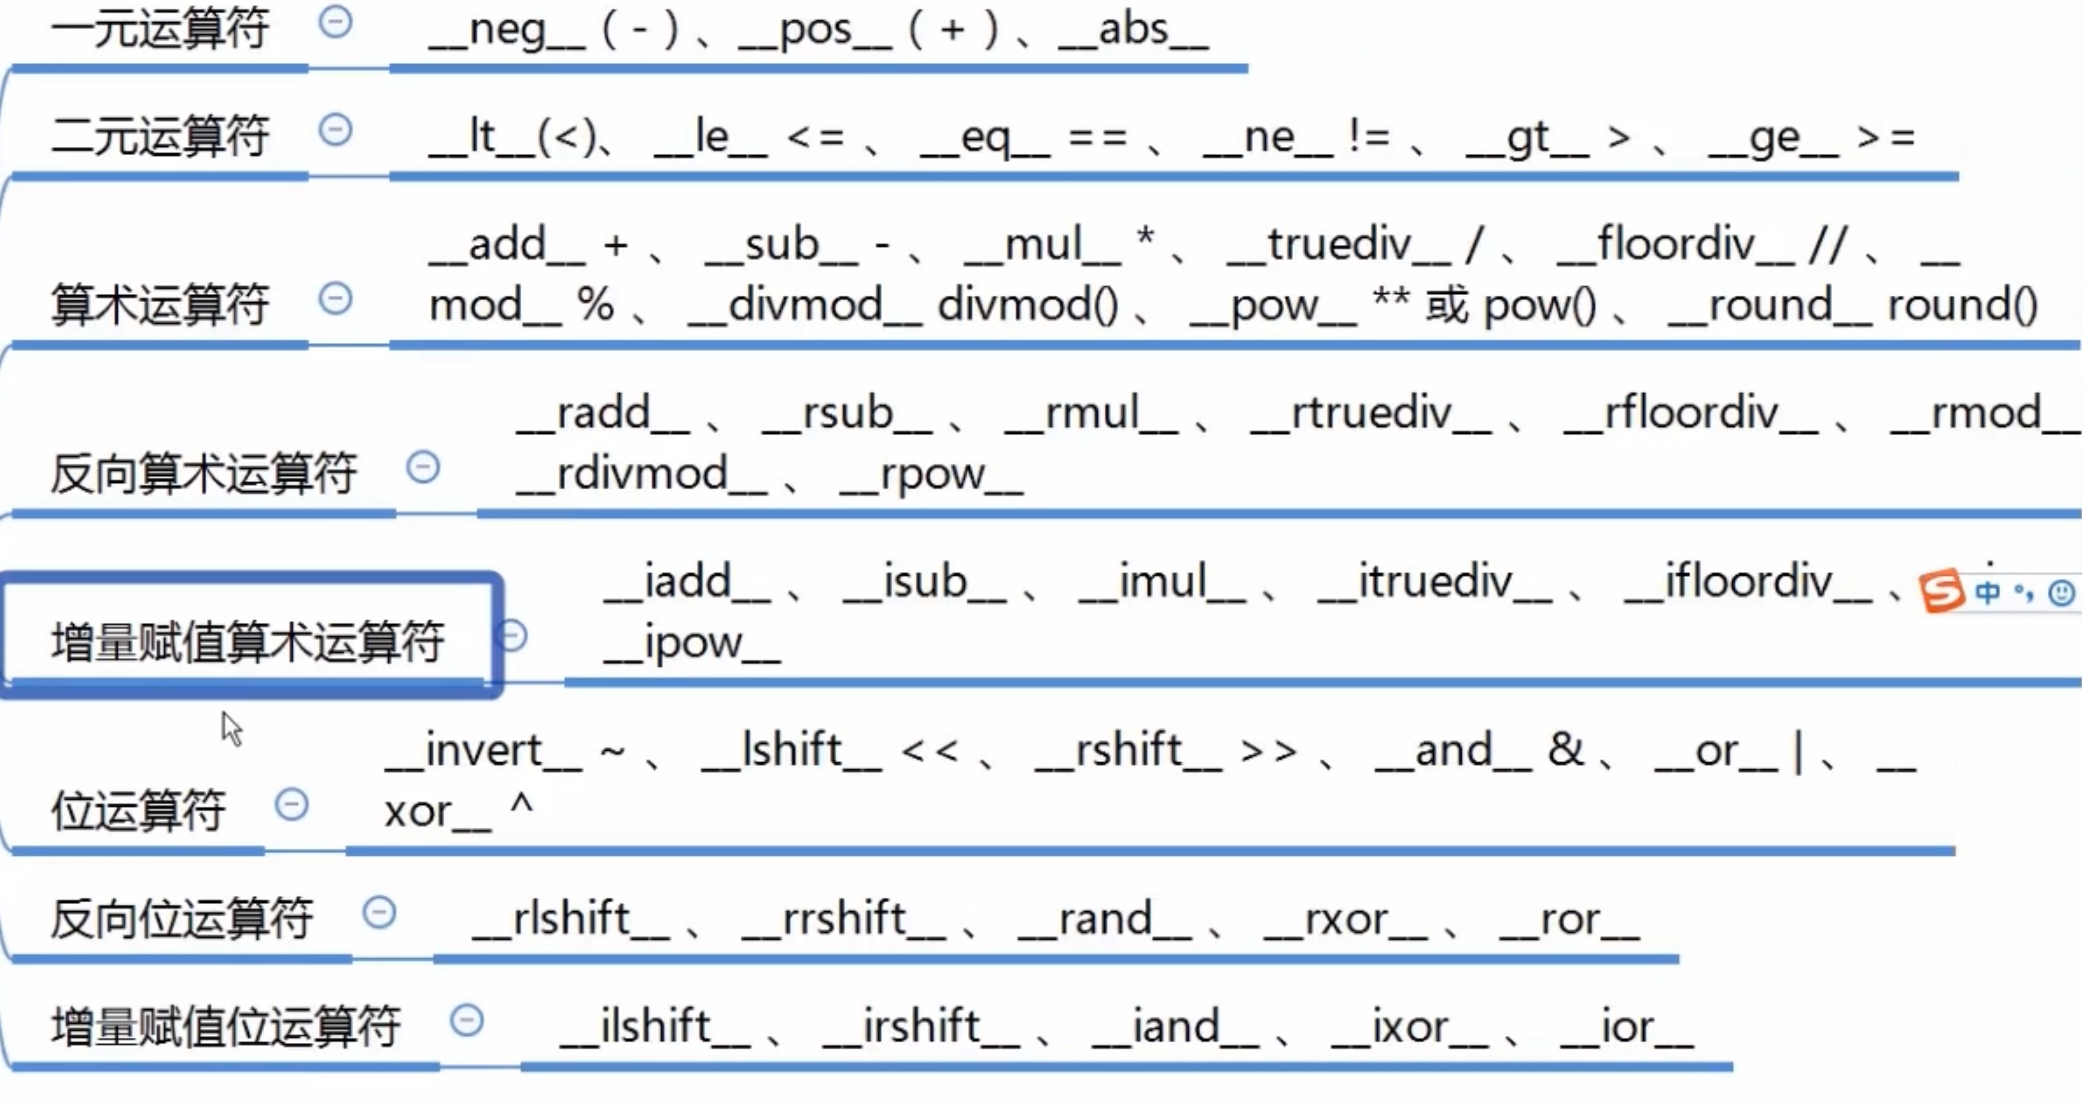 一元运算符 __neg__ ( - ) 、__pos__ ( + ) 、__abs__
二元运算符 __lt__(<)、 __le__ <= 、 __eq__ == 、 __ne__ != 、 __gt__ > 、 __ge__ >=
__add__ + 、 __sub__ - 、 __mul__ * 、 __truediv__ / 、 __floordiv__ // 、 __
算术运算符 mod__ % 、 __divmod__ divmod() 、 __pow__ ** 或 pow() 、 __round__ round()
__radd__ 、 __rsub__ 、 __rmul__ 、 __rtruediv__ 、 __rfloordiv__ 、 __rmod__
反向算术运算符 __rdivmod__ 、 __rpow__
__iadd__ 、 __isub__ 、 __imul__ 、 __itruediv__ 、 __ifloordiv__ 、 S 中
增量赋值算术运算符 __ipow__
__invert__ ~ 、 __lshift__ << 、 __rshift__ >> 、 __and__ & 、 __or__ | 、 __
位运算符 xor__ ^
反向位运算符 __rlshift__ 、 __rrshift__ 、 __rand__ 、 __rxor__ 、 __ror__
增量赋值位运算符 __ilshift__ 、 __irshift__ 、 __iand__ 、 __ixor__ 、 __ior__